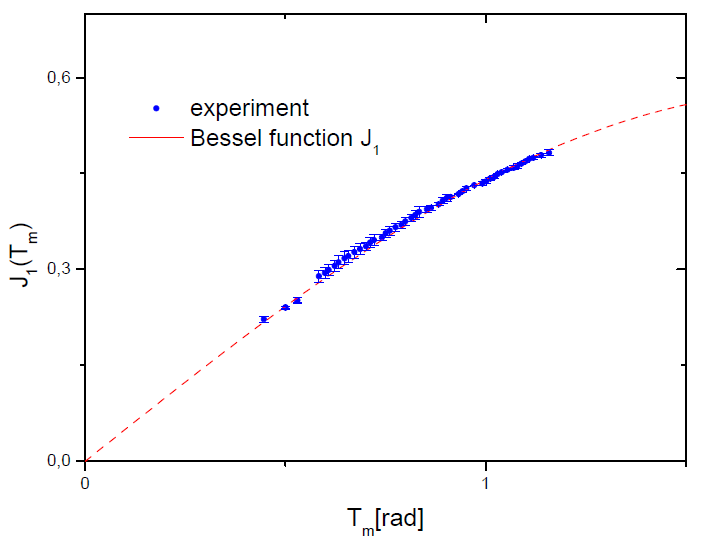 0,6
experiment
Bessel function J1
J1(Tm)
0,3
0,0
0
1
Tm[rad]